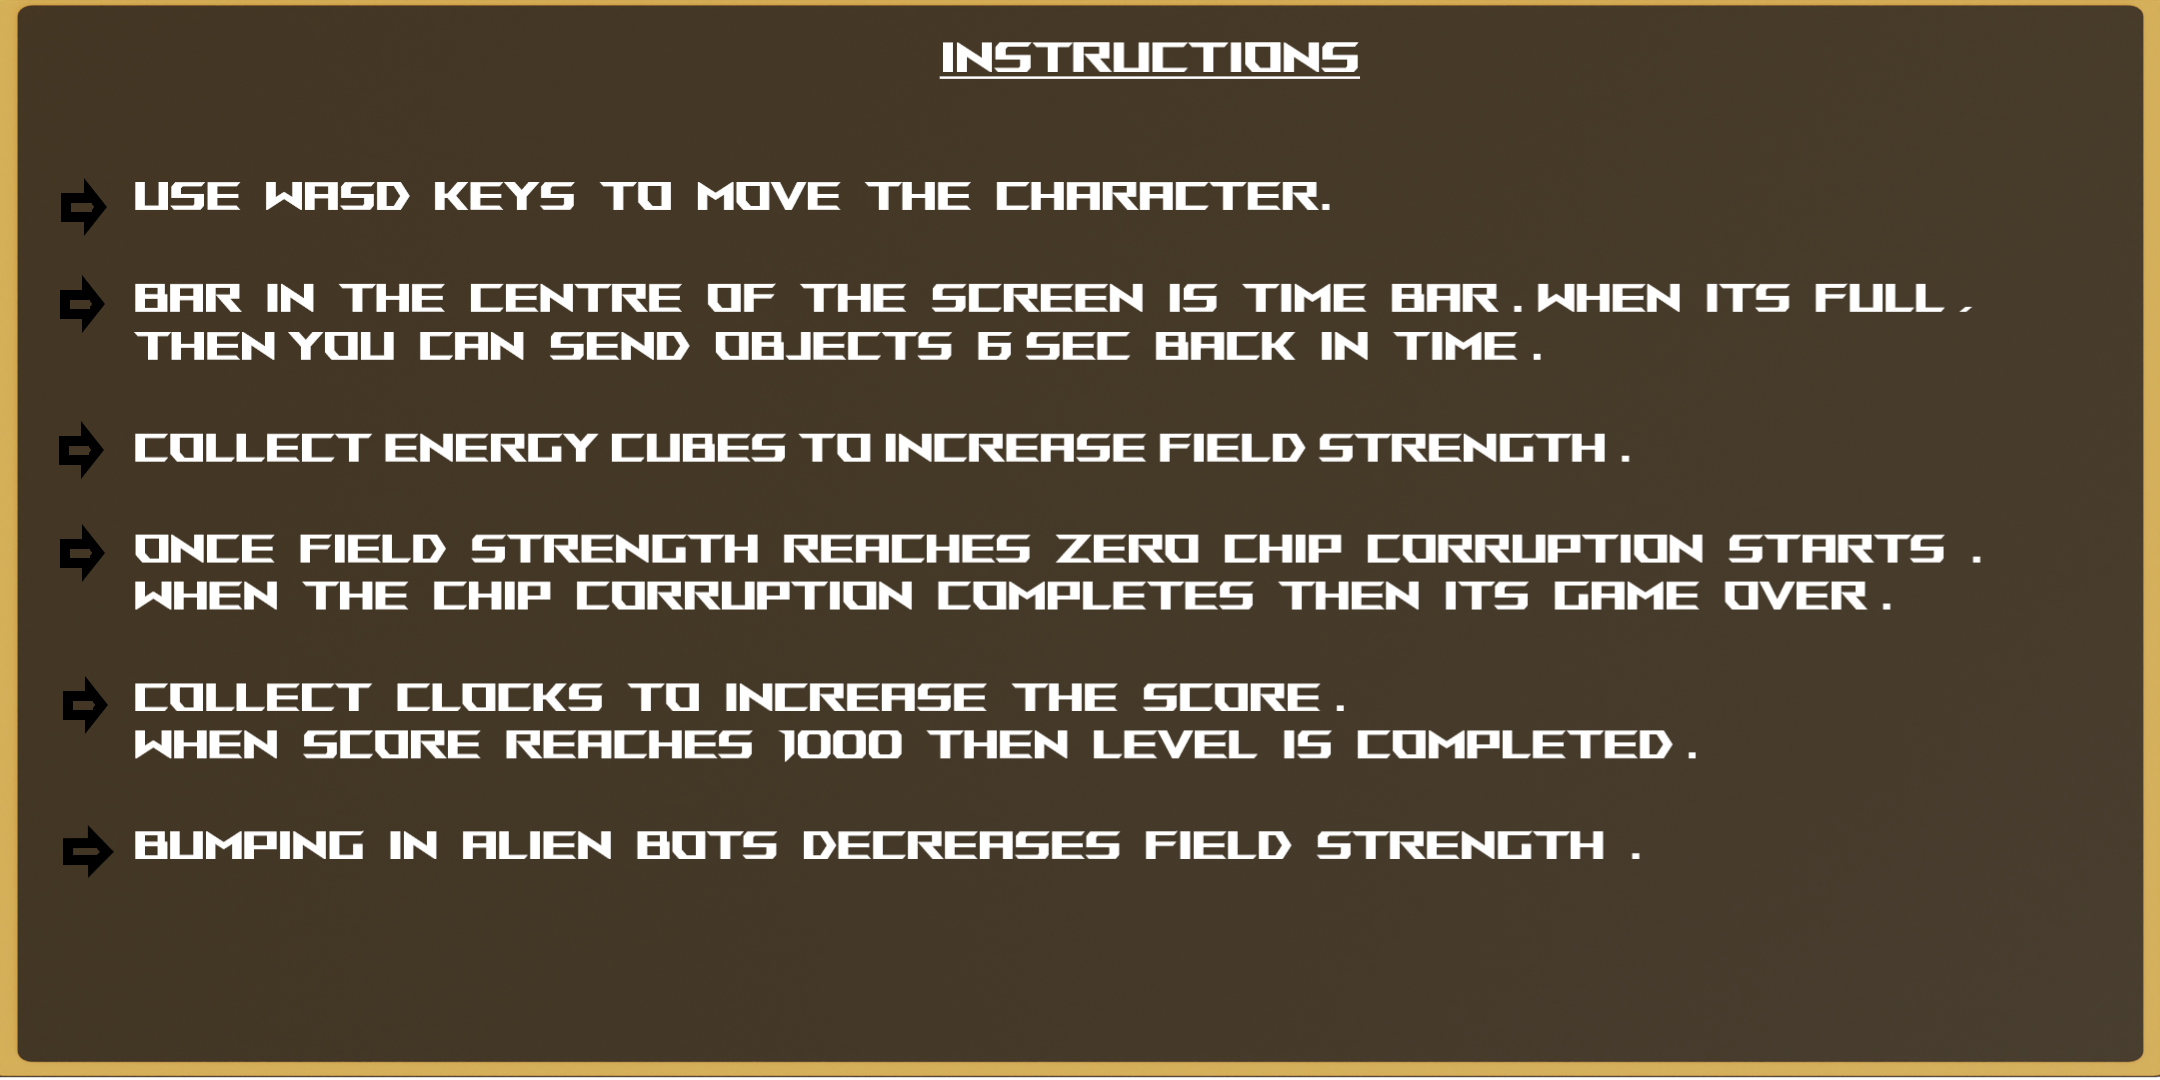 INSTRUCTIONS
USE WASD KEYS TO MOVE THE CHARACTER.
BAR IN THE CENTRE OF THE SCREEN IS TIME BAR . WHEN ITS FULL ,
THEN YOU CAN SEND OBJECTS 6 SEC BACK IN TIME .
COLLECT ENERGY CUBES TO INCREASE FIELD STRENGTH .
ONCE FIELD STRENGTH REACHES ZERO CHIP CORRUPTION STARTS .
WHEN THE CHIP CORRUPTION COMPLETES THEN ITS GAME OVER .
COLLECT CLOCKS TO INCREASE THE SCORE .
WHEN SCORE REACHES 1000 THEN LEVEL IS COMPLETED .
BUMPING IN ALIEN BOTS DECREASES FIELD STRENGTH .